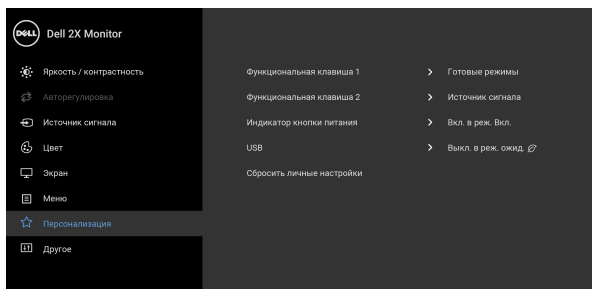 DELL Dell 2X Monitor
Яркость / контрастность
Функциональная клавиша 1 > Готовые режимы
Авторегулировка
Функциональная клавиша 2 > Источник сигнала
Источник сигнала
Индикатор кнопки питания > Вкл. в реж. Вкл.
Цвет
USB > Выкл. в реж. ожид.
Экран
Сбросить личные настройки
Меню
Персонализация
Другое